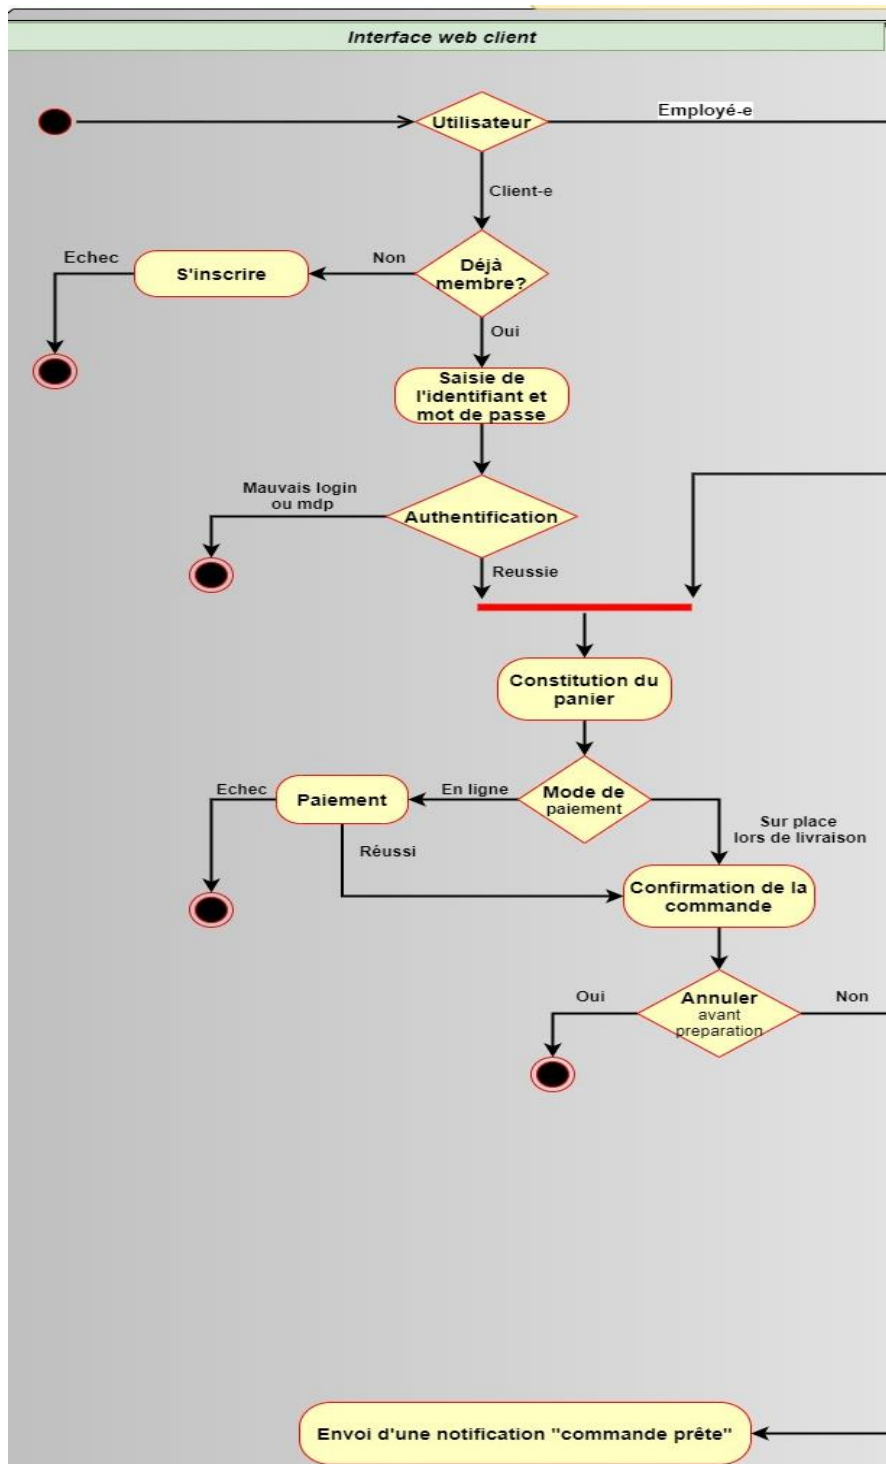 Interface web client
Employé-e
Utilisateur
Client-e
Echec
Non
S'inscrire
Déjà
membre?
Oui
Saisie de
l'identifiant et
mot de passe
Mauvais login
ou mdp
Authentification
Reussie
Constitution du
panier
Echec
En ligne
Paiement
Mode de
paiement
Sur place
lors de livraison
Réussi
Confirmation de la
commande
Oui
Annuler
avant
preparation
Non
Envoi d'une notification "commande prête"